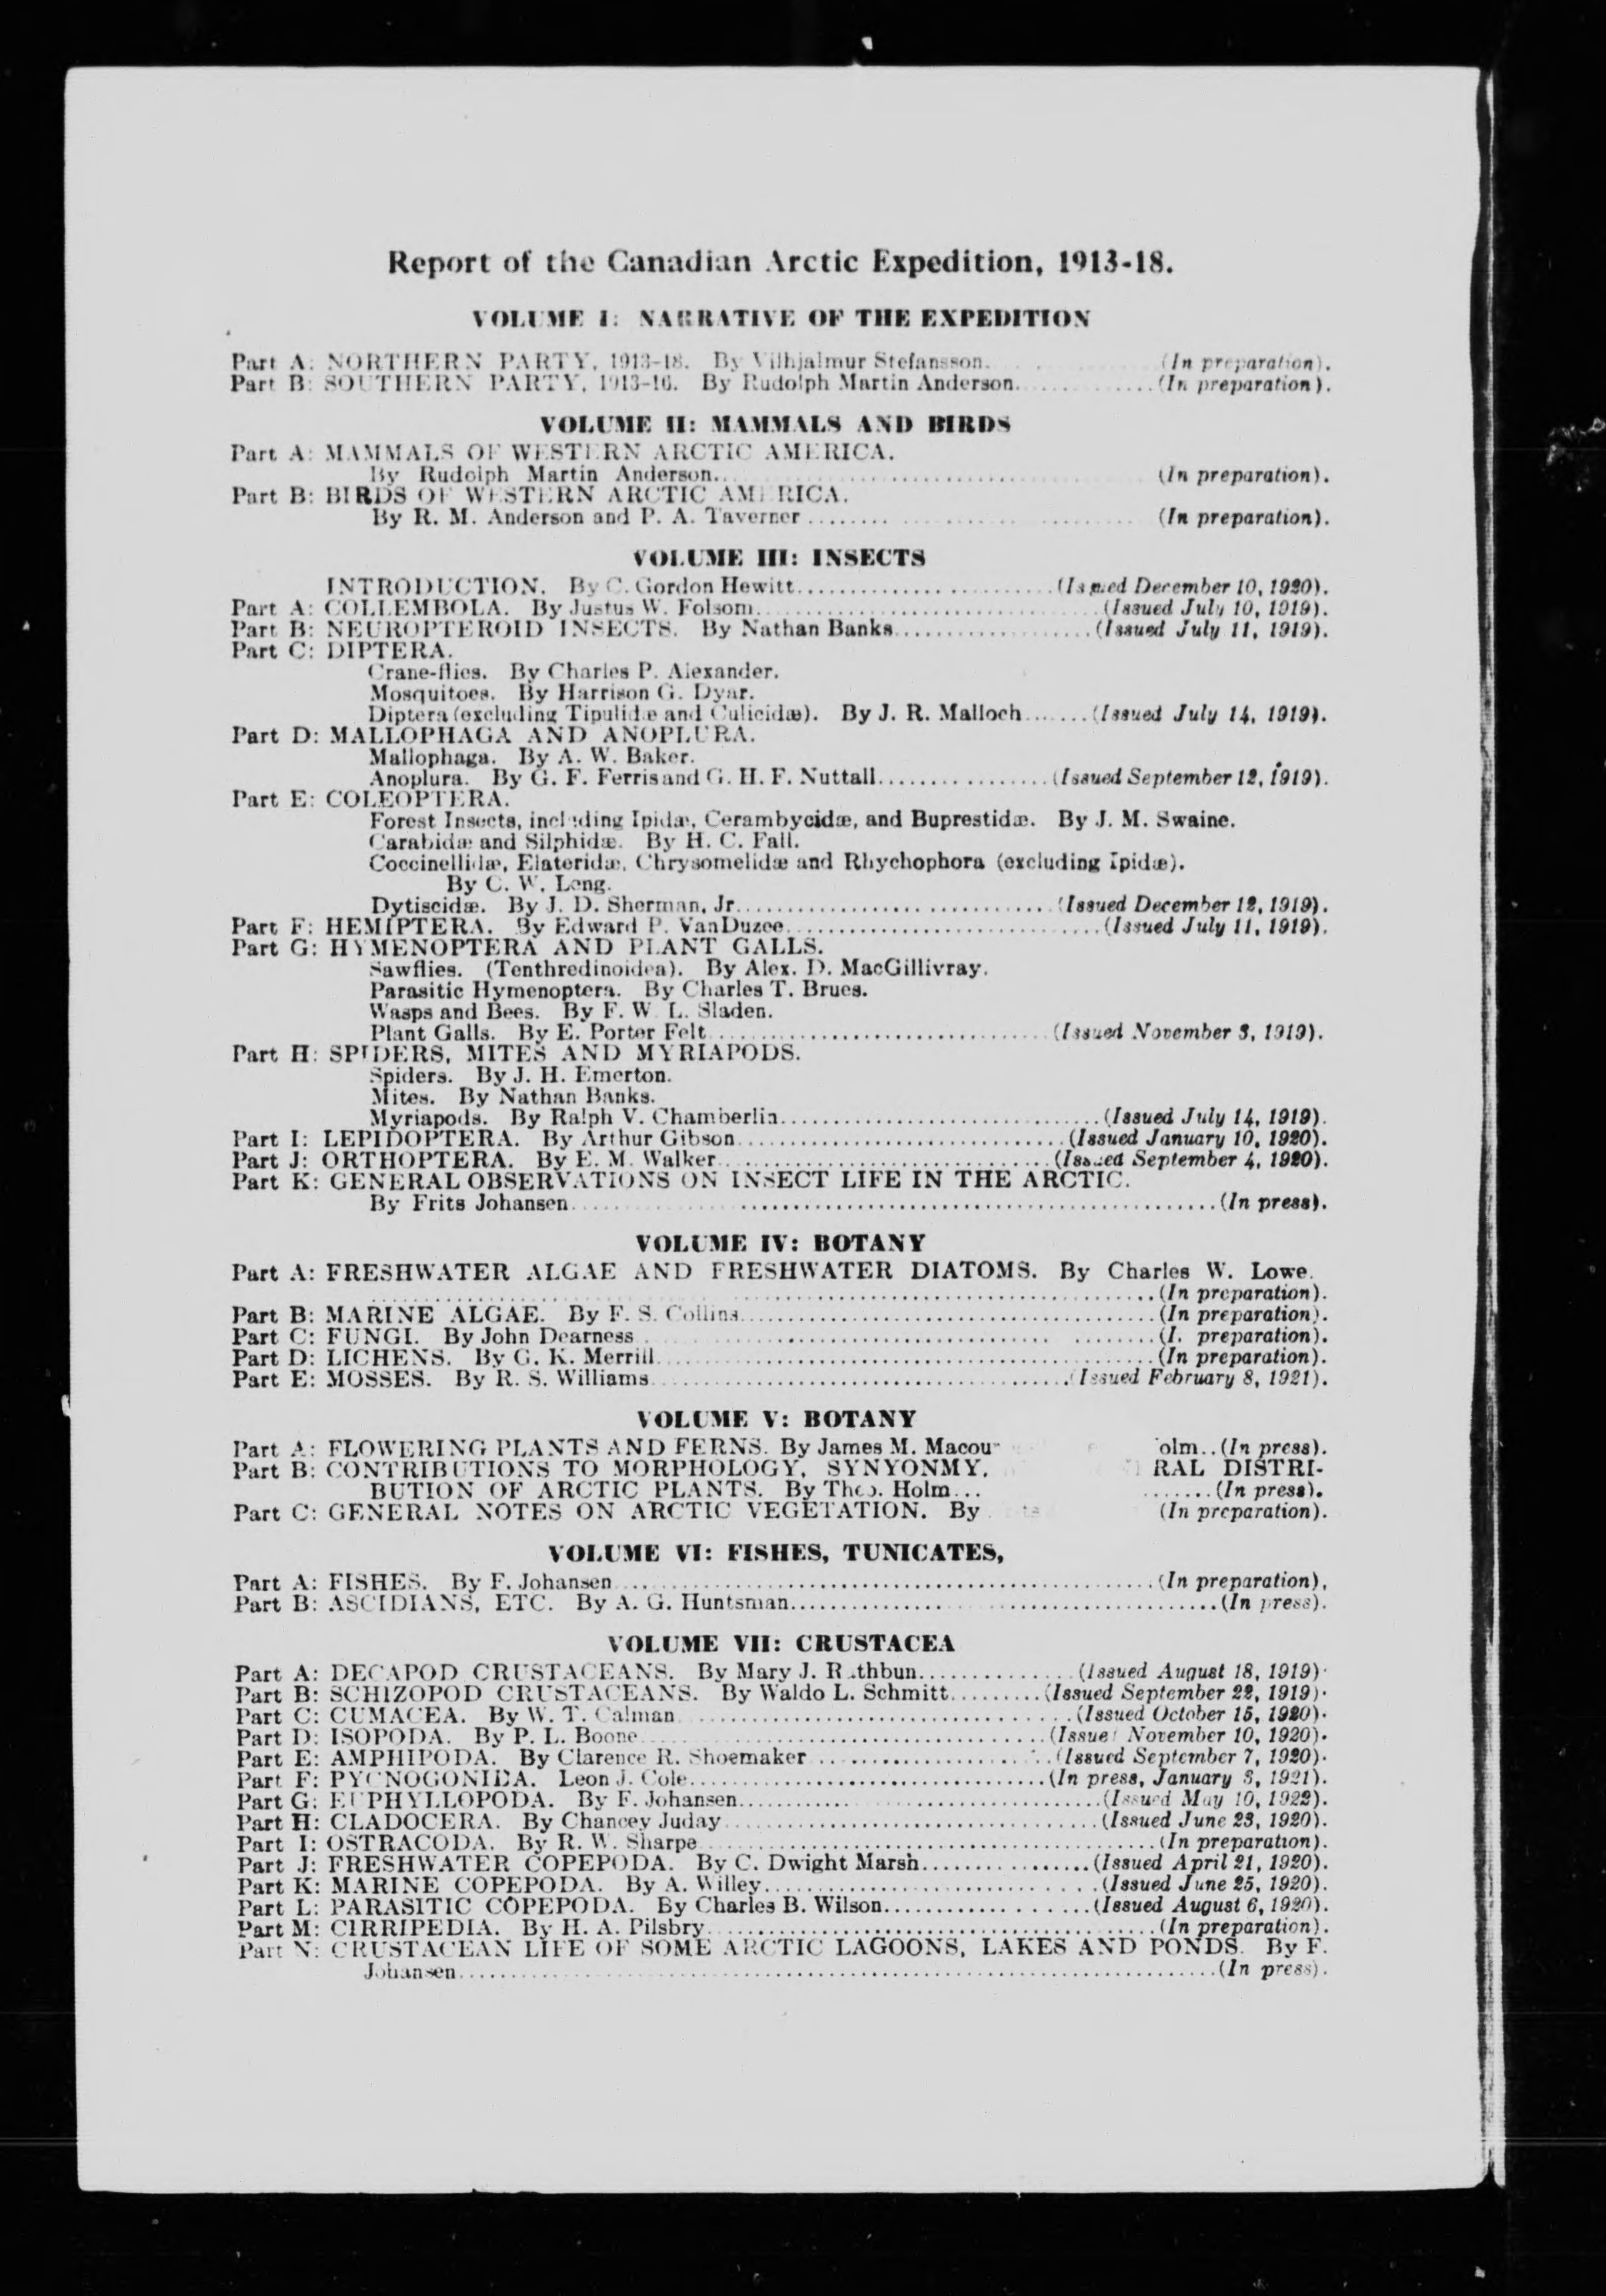 Report of the Canadian Arctic Expedition, 1913-18.
VOLUME I: NARRATIVE OF THE EXPEDITION
Part A: NORTHERN PARTY, 1913-18. By Vilhjalmur Stefansson. (In preparation).
Part B: SOUTHERN PARTY, 1913-16. By Rudolph Martin Anderson. (In preparation).
VOLUME II: MAMMALS AND BIRDS
Part A: MAMMALS OF WESTERN ARCTIC AMERICA.
By Rudolph Martin Anderson. (In preparation).
Part B: BIRDS OF WESTERN ARCTIC AMERICA.
By R. M. Anderson and P. A. Taverner (In preparation).
VOLUME III: INSECTS
INTRODUCTION. By C. Gordon Hewitt (Issued December 10, 1920).
Part A: COLLEMBOLA. By Justus W. Folsom (Issued July 10, 1919).
Part B: NEUROPTEROID INSECTS. By Nathan Banks (Issued July 11, 1919).
Part C: DIPTERA.
Crane-flies. By Charles P. Alexander.
Mosquitoes. By Harrison G. Dyar.
Diptera (excluding Tipulidæ and Culicidæ). By J. R. Malloch (Issued July 14, 1919).
Part D: MALLOPHAGA AND ANOPLURA.
Mallophaga. By A. W. Baker.
Anoplura. By G. F. Ferris and G. H. F. Nuttall (Issued September 12, 1919).
Part E: COLEOPTERA.
Forest Insects, including Ipidæ, Cerambycidæ, and Buprestidæ. By J. M. Swaine.
Carabidæ and Silphidæ. By H. C. Fall.
Coccinellidæ, Elateridæ, Chrysomelidæ and Rhychophora (excluding Ipidæ).
By C. W. Leng.
Dytiscidæ. By J. D. Sherman, Jr. (Issued December 12, 1919).
Part F: HEMIPTERA. By Edward P. VanDuzee (Issued July 11, 1919).
Part G: HYMENOPTERA AND PLANT GALLS.
Sawflies. (Tenthredinoidea). By Alex. D. MacGillivray.
Parasitic Hymenoptera. By Charles T. Brues.
Wasps and Bees. By F. W. L. Sladen.
Plant Galls. By E. Porter Felt (Issued November 3, 1919).
Part H: SPIDERS, MITES AND MYRIAPODS.
Spiders. By J. H. Emerton.
Mites. By Nathan Banks.
Myriapods. By Ralph V. Chamberlin (Issued July 14, 1919).
Part I: LEPIDOPTERA. By Arthur Gibson (Issued January 10, 1920).
Part J: ORTHOPTERA. By E. M. Walker (Issued September 4, 1920).
Part K: GENERAL OBSERVATIONS ON INSECT LIFE IN THE ARCTIC.
By Frits Johansen (In press).
VOLUME IV: BOTANY
Part A: FRESHWATER ALGAE AND FRESHWATER DIATOMS. By Charles W. Lowe.
(In preparation).
Part B: MARINE ALGAE. By F. S. Collins (In preparation).
Part C: FUNGI. By John Dearness (I. preparation).
Part D: LICHENS. By G. K. Merrill (In preparation).
Part E: MOSSES. By R. S. Williams (Issued February 8, 1921).
VOLUME V: BOTANY
Part A: FLOWERING PLANTS AND FERNS. By James M. Macou olm..(In press).
Part B: CONTRIBUTIONS TO MORPHOLOGY, SYNYONMY, RAL DISTRI-
BUTION OF ARCTIC PLANTS. By Theo. Holm (In press).
Part C: GENERAL NOTES ON ARCTIC VEGETATION. By (In preparation).
VOLUME VI: FISHES, TUNICATES,
Part A: FISHES. By F. Johansen (In preparation),
Part B: ASCIDIANS, ETC. By A. G. Huntsman (In press).
VOLUME VII: CRUSTACEA
Part A: DECAPOD CRUSTACEANS. By Mary J. Rathbun (Issued August 18, 1919).
Part B: SCHIZOPOD CRUSTACEANS. By Waldo L. Schmitt (Issued September 22, 1919).
Part C: CUMACEA. By W. T. Calman (Issued October 15, 1920).
Part D: ISOPODA. By P. L. Boone (Issued November 10, 1920).
Part E: AMPHIPODA. By Clarence R. Shoemaker (Issued September 7, 1920).
Part F: PYCNOGONIDA. Leon J. Cole (In press, January 3, 1921).
Part G: EUPHYLLOPODA. By F. Johansen (Issued May 10, 1922).
Part H: CLADOCERA. By Chancey Juday (Issued June 23, 1920).
Part I: OSTRACODA. By R. W. Sharpe (In preparation).
Part J: FRESHWATER COPEPODA. By C. Dwight Marsh (Issued April 21, 1920).
Part K: MARINE COPEPODA. By A. Willey (Issued June 25, 1920).
Part L: PARASITIC COPEPODA. By Charles B. Wilson (Issued August 6, 1920).
Part M: CIRRIPEDIA. By H. A. Pilsbry (In preparation).
Part N: CRUSTACEAN LIFE OF SOME ARCTIC LAGOONS, LAKES AND PONDS. By F.
Johansen (In press).